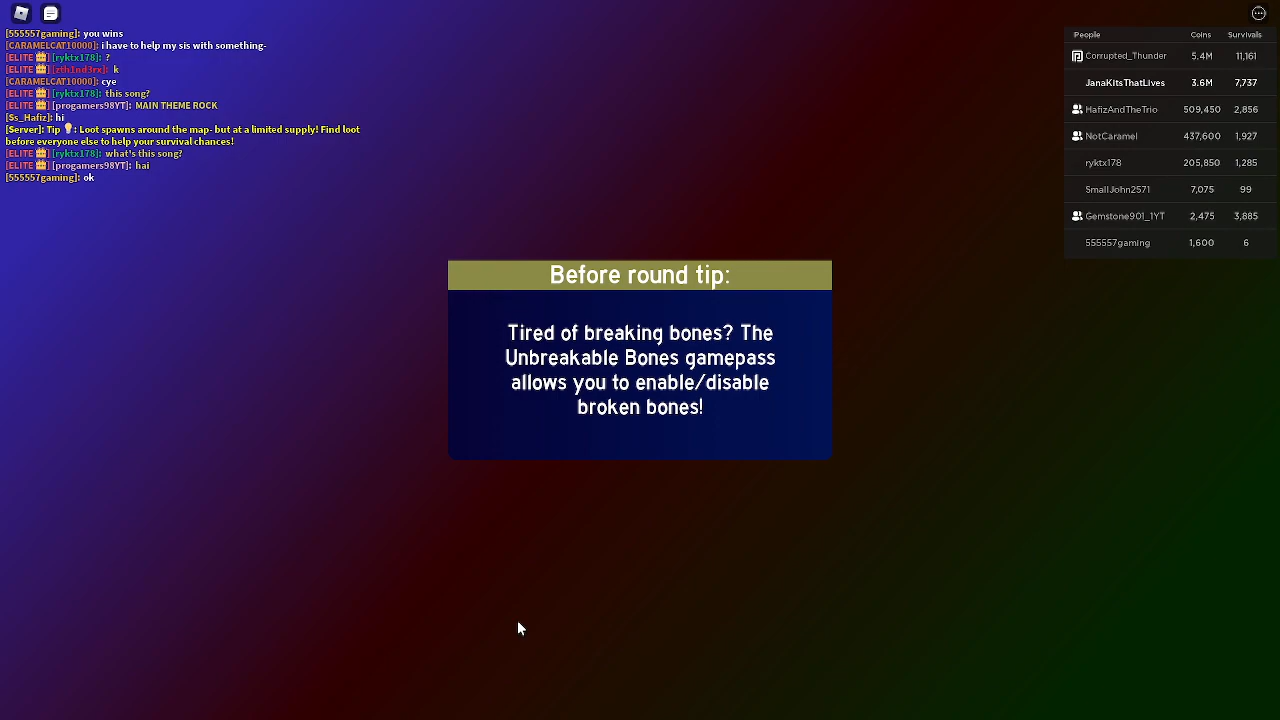 [555557gaming]: you wins
[CARAMELCAT10000]: i have to help my sis with something-
[ELITE] [ryktx178]: ?
[ELITE] [zth1nd3rx]: k
[CARAMELCAT10000]: cye
[ELITE] [ryktx178]: this song?
[ELITE] [progamers98YT]: MAIN THEME ROCK
[Ss_Hafiz]: hi
[Server]: Tip 💡: Loot spawns around the map- but at a limited supply! Find loot
before everyone else to help your survival chances!
[ELITE] [ryktx178]: what's this song?
[ELITE] [progamers98YT]: hai
[555557gaming]: ok
Before round tip:
Tired of breaking bones? The
Unbreakable Bones gamepass
allows you to enable/disable
broken bones!
People Coins Survivals
Corrupted_Thunder 5.4M 11,161
JanaKitsThatLives 3.6M 7,737
HafizAndTheTrio 509,450 2,856
NotCaramel 437,600 1,927
ryktx178 205,850 1,285
SmallJohn2571 7,075 99
Gemstone901_1YT 2,475 3,885
555557gaming 1,600 6